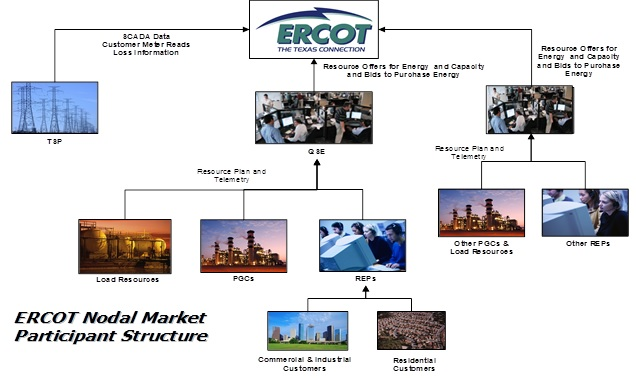 ERCOT
THE TEXAS CONNECTION
SCADA Data
Customer Meter Reads
Loss Information
Resource Offers for
Energy and Capacity
and Bids to Purchase
Energy
Resource Offers for Energy and Capacity
and Bids to Purchase Energy
TSP
QSE
Resource Plan and
Telemetry
Resource Plan and
Telemetry
Load Resources
PGCs
REPs
Other PGCs &
Load Resources
Other REPs
ERCOT Nodal Market
Participant Structure
Commercial & Industrial
Customers
Residential
Customers